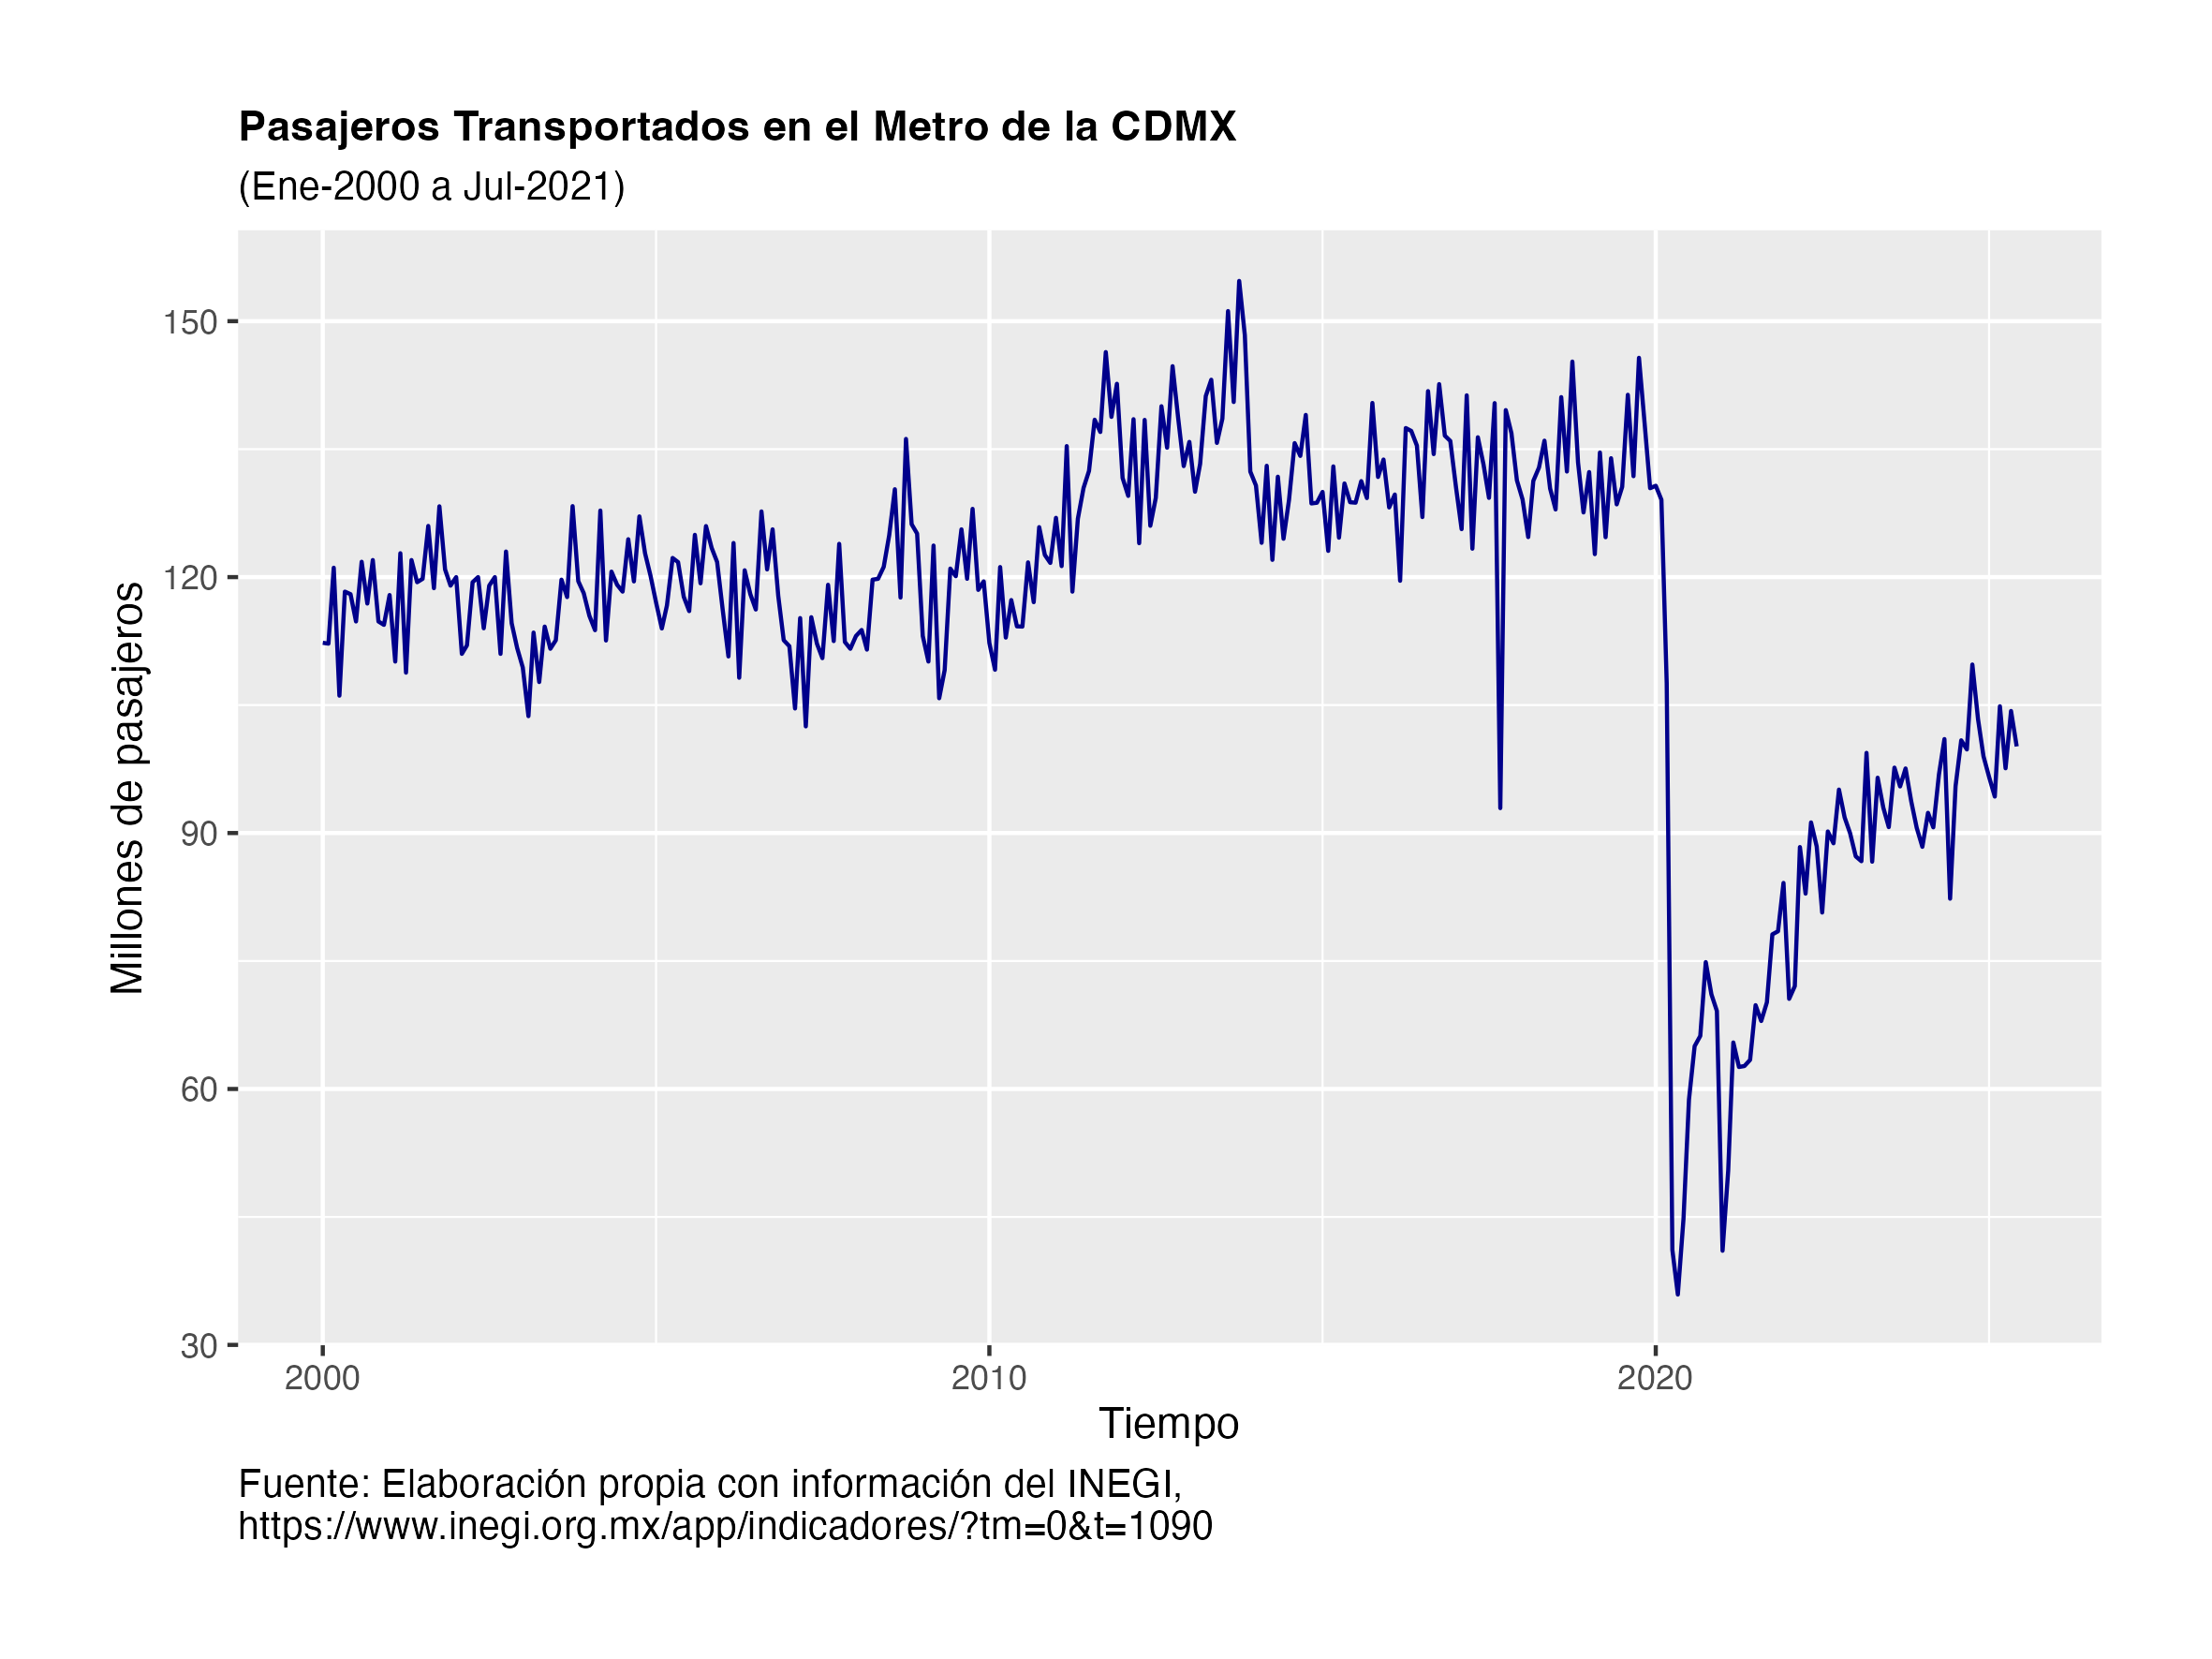 Pasajeros Transportados en el Metro de la CDMX
(Ene-2000 a Jul-2021)
Millones de pasajeros
150
120
90
60
30
2000
2010
2020
Tiempo
Fuente: Elaboración propia con información del INEGI,
https://www.inegi.org.mx/app/indicadores/?tm=0&t=1090